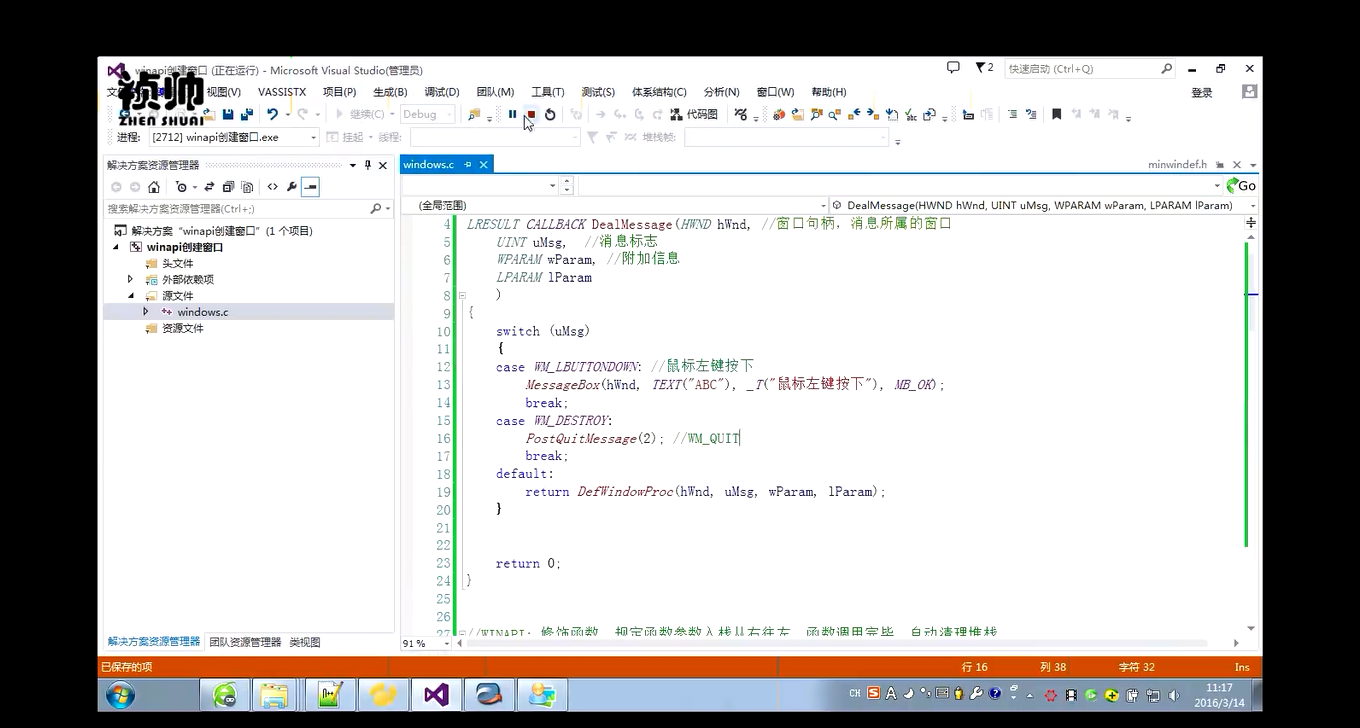 winapi创建窗口 (正在运行) - Microsoft Visual Studio(管理员)
2
快速启动 (Ctrl+Q)
祯帅
ZHEN SHUAI
视图(V) VASSISTX 项目(P) 生成(B) 调试(D) 团队(M) 工具(T) 测试(S) 体系结构(C) 分析(N) 窗口(W) 帮助(H)
登录
继续(C) Debug 代码图
进程: [2712] winapi创建窗口.exe 挂起 线程: 堆栈帧:
解决方案资源管理器
windows.c
minwindef.h
Go
搜索解决方案资源管理器(Ctrl+;)
(全局范围)
DealMessage(HWND hWnd, UINT uMsg, WPARAM wParam, LPARAM lParam)
解决方案 "winapi创建窗口" (1 个项目)
winapi创建窗口
头文件
外部依赖项
源文件
windows.c
资源文件
4 LRESULT CALLBACK DealMessage(HWND hWnd, //窗口句柄，消息所属的窗口
5 UINT uMsg, //消息标志
6 WPARAM wParam, //附加信息
7 LPARAM lParam
8 )
9 {
10 switch (uMsg)
11 {
12 case WM_LBUTTONDOWN: //鼠标左键按下
13 MessageBox(hWnd, TEXT("ABC"), _T("鼠标左键按下"), MB_OK);
14 break;
15 case WM_DESTROY:
16 PostQuitMessage(2); //WM_QUIT
17 break;
18 default:
19 return DefWindowProc(hWnd, uMsg, wParam, lParam);
20 }
21
22
23 return 0;
24 }
25
26
27 //WINAPI: 修饰函数，规定函数参数入栈从右往左，函数调用完毕，自动清理堆栈
解决方案资源管理器 团队资源管理器 类视图
91 %
已保存的项
行 16 列 38 字符 32 Ins
CH
11:17
2016/3/14